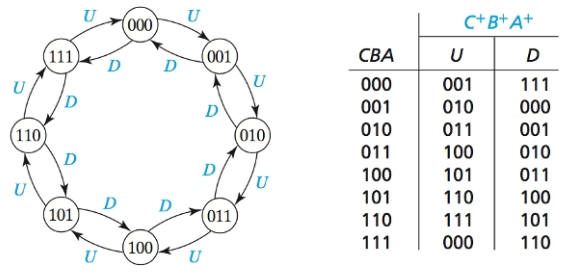 U
000
U
111
D
D
001
U
D
D
U
110
010
D
D
U
U
101
D
D
011
U
100
U
C⁺B⁺A⁺
CBA U D
000 001 111
001 010 000
010 011 001
011 100 010
100 101 011
101 110 100
110 111 101
111 000 110